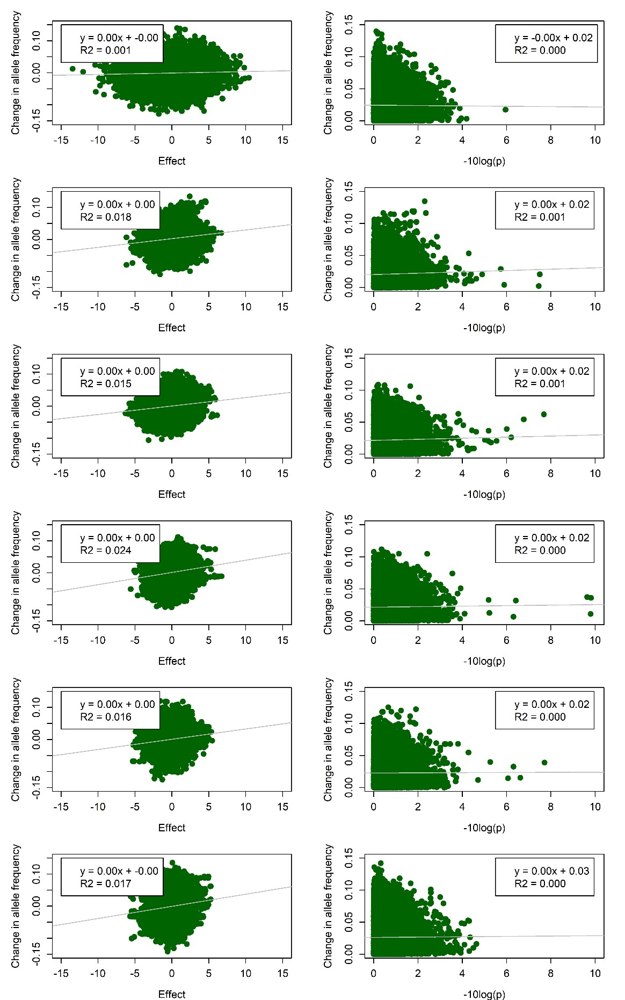 Change in allele frequency
0.10
0.00
-0.15
y = 0.00x + -0.00
R2 = 0.001
-15 -10 -5 0 5 10 15
Effect
Change in allele frequency
0.15
0.10
0.05
0.00
y = -0.00x + 0.02
R2 = 0.000
0 2 4 6 8 10
-10log(p)
Change in allele frequency
0.10
0.00
-0.15
y = 0.00x + 0.00
R2 = 0.018
-15 -10 -5 0 5 10 15
Effect
Change in allele frequency
0.15
0.10
0.05
0.00
y = 0.00x + 0.02
R2 = 0.001
0 2 4 6 8 10
-10log(p)
Change in allele frequency
0.10
0.00
-0.15
y = 0.00x + 0.00
R2 = 0.015
-15 -10 -5 0 5 10 15
Effect
Change in allele frequency
0.15
0.10
0.05
0.00
y = 0.00x + 0.02
R2 = 0.001
0 2 4 6 8 10
-10log(p)
Change in allele frequency
0.10
0.00
-0.15
y = 0.00x + 0.00
R2 = 0.024
-15 -10 -5 0 5 10 15
Effect
Change in allele frequency
0.15
0.10
0.05
0.00
y = 0.00x + 0.02
R2 = 0.000
0 2 4 6 8 10
-10log(p)
Change in allele frequency
0.10
0.00
-0.15
y = 0.00x + 0.00
R2 = 0.016
-15 -10 -5 0 5 10 15
Effect
Change in allele frequency
0.15
0.10
0.05
0.00
y = 0.00x + 0.02
R2 = 0.000
0 2 4 6 8 10
-10log(p)
Change in allele frequency
0.10
0.00
-0.15
y = 0.00x + -0.00
R2 = 0.017
-15 -10 -5 0 5 10 15
Effect
Change in allele frequency
0.15
0.10
0.05
0.00
y = 0.00x + 0.03
R2 = 0.000
0 2 4 6 8 10
-10log(p)